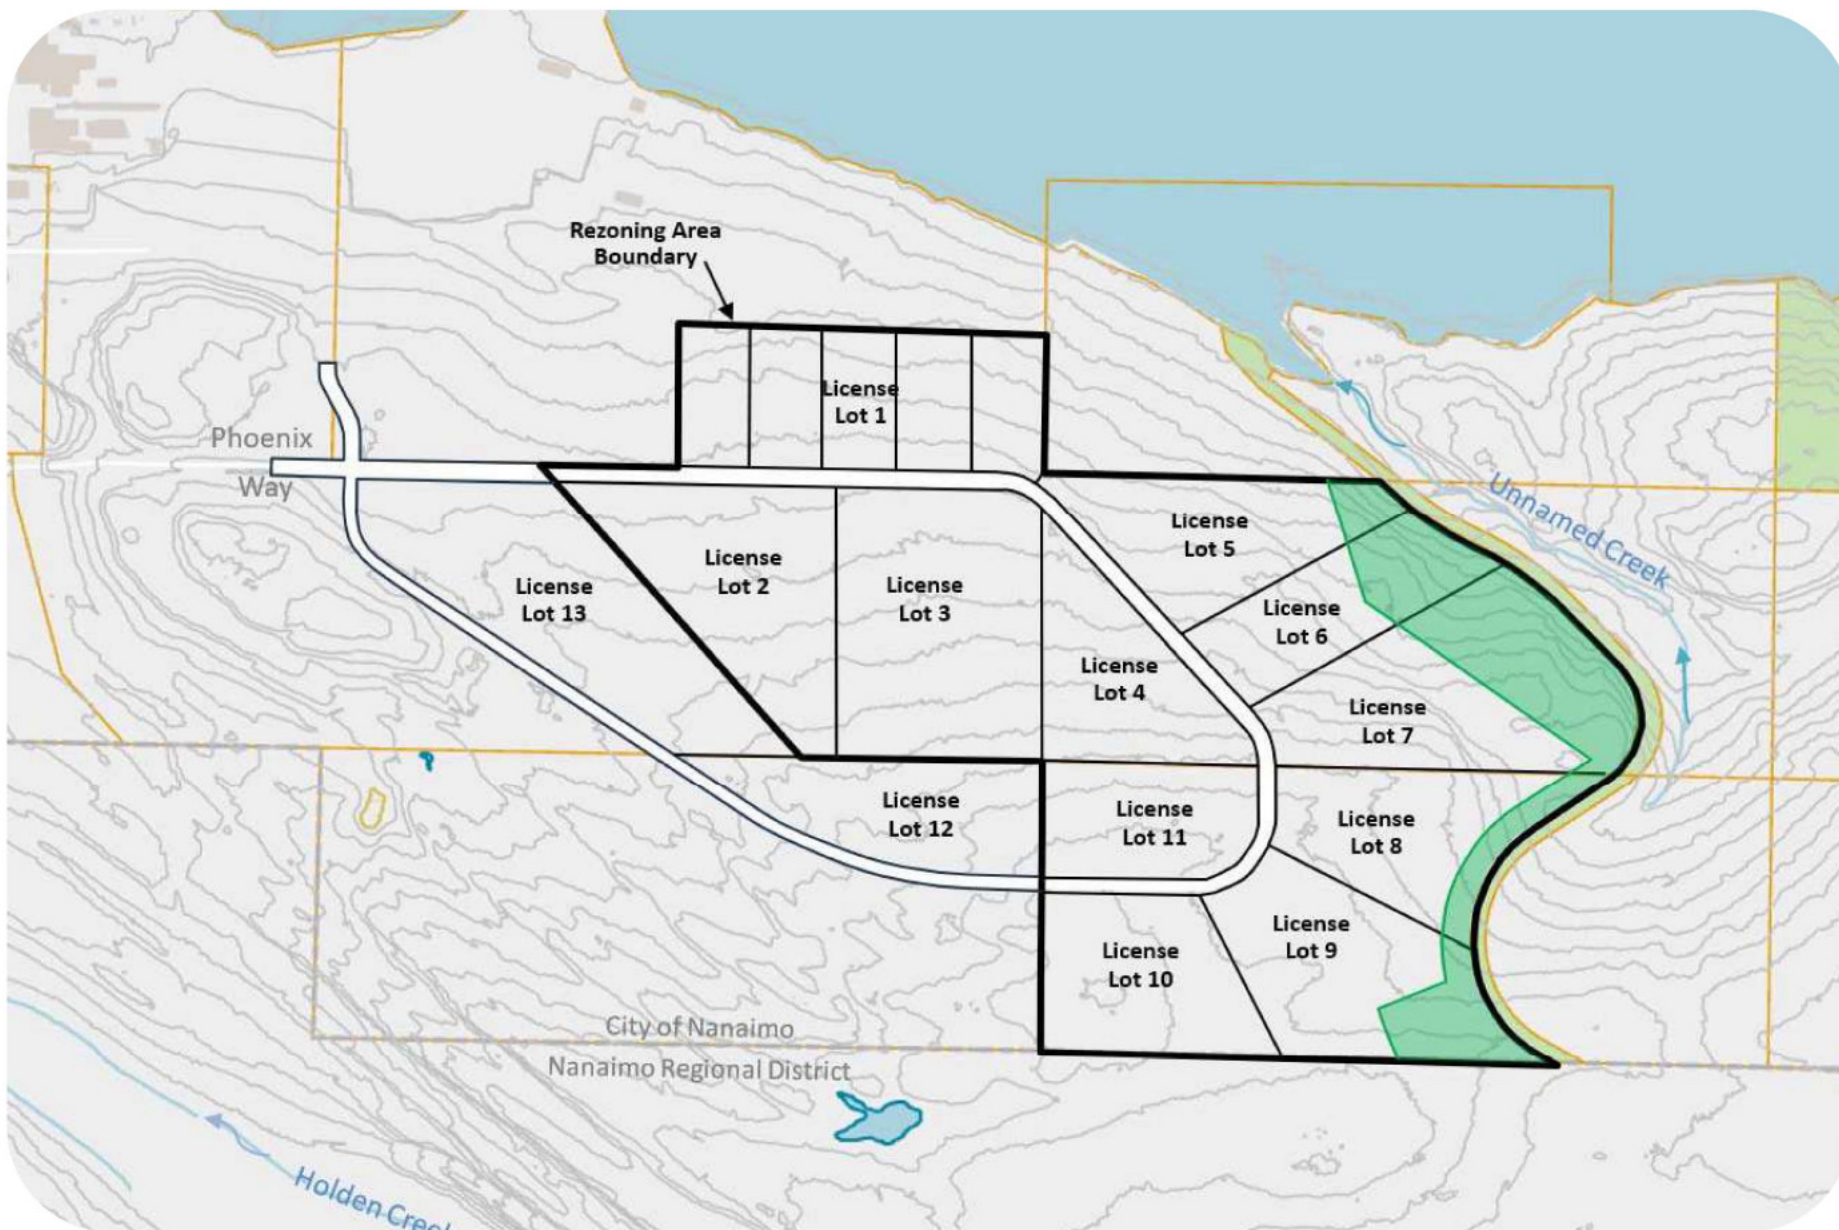 Rezoning Area
Boundary
License
Lot 1
Phoenix
Way
Unnamed Creek
License
Lot 5
License
Lot 2
License
Lot 3
License
Lot 13
License
Lot 6
License
Lot 4
License
Lot 7
License
Lot 12
License
Lot 11
License
Lot 8
License
Lot 9
License
Lot 10
City of Nanaimo
Nanaimo Regional District
Holden Creek